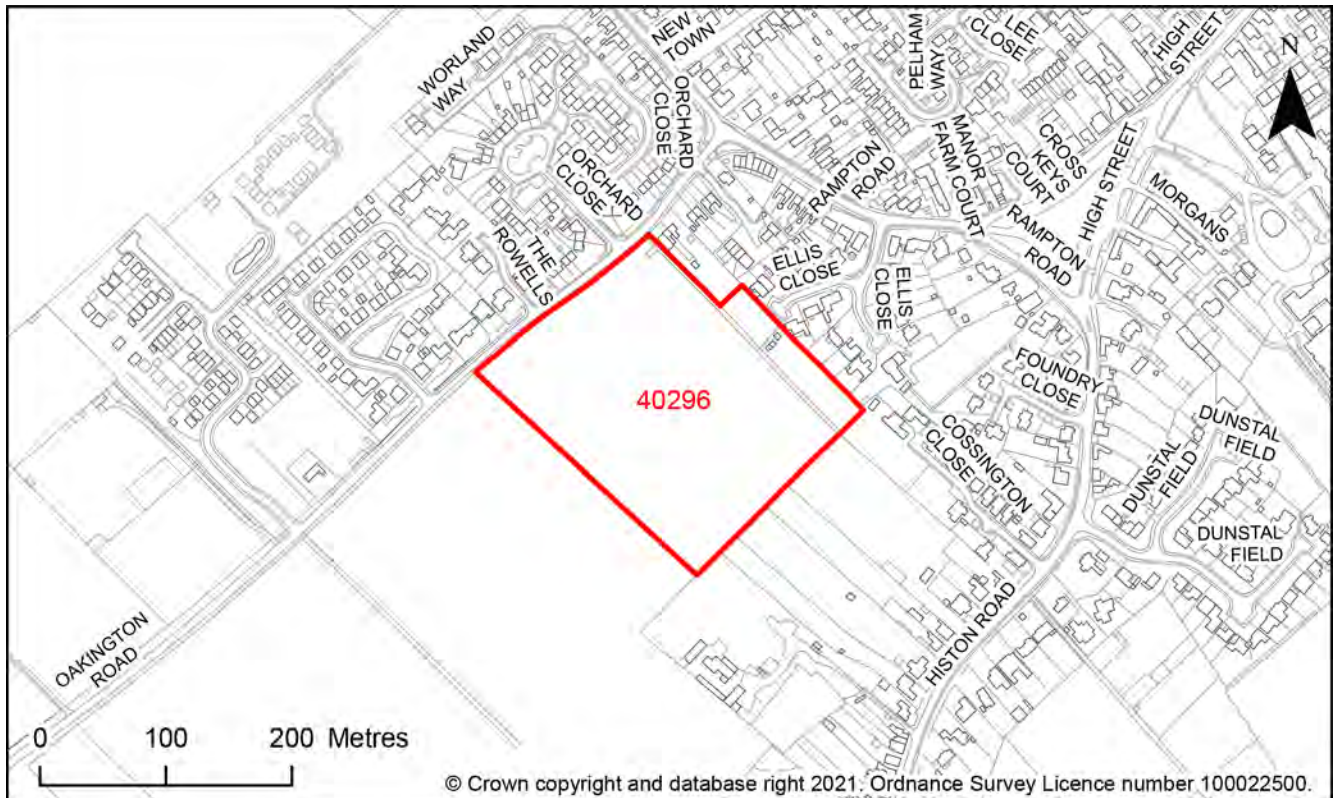 WORLAND
WAY
NEW
TOWN
ORCHARD
CLOSE
PELHAM
WAY
LEE
CLOSE
HIGH
STREET
N
ORCHARD
CLOSE
THE
ROWELLS
RAMPTON
ROAD
MANOR
FARM COURT
CROSS
KEYS
COURT
HIGH STREET
MORGANS
RAMPTON
ROAD
ELLIS
CLOSE
ELLIS
CLOSE
40296
FOUNDRY
CLOSE
COSSINGTON
CLOSE
DUNSTAL
FIELD
DUNSTAL
FIELD
DUNSTAL
FIELD
HISTON ROAD
OAKINGTON
ROAD
0 100 200 Metres
© Crown copyright and database right 2021. Ordnance Survey Licence number 100022500.